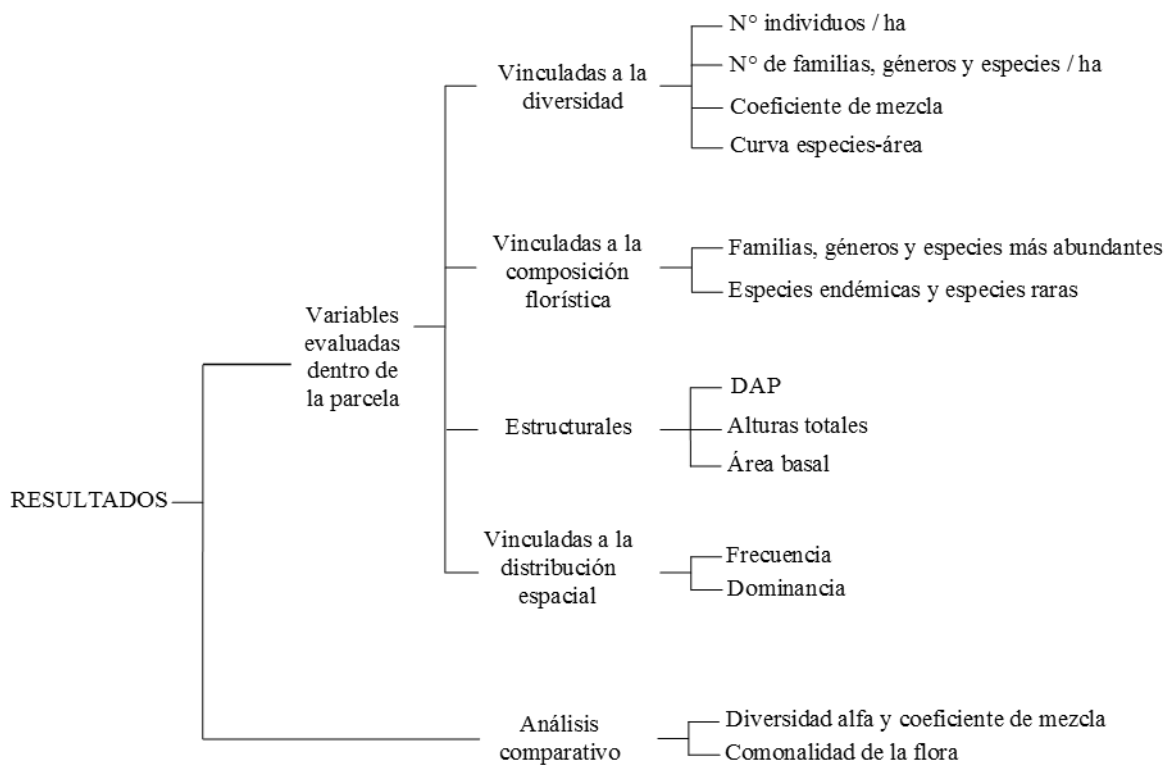 RESULTADOS
Variables
evaluadas
dentro de
la parcela
Vinculadas a la
diversidad
N° individuos / ha
N° de familias, géneros y especies / ha
Coeficiente de mezcla
Curva especies-área
Vinculadas a la
composición
florística
Familias, géneros y especies más abundantes
Especies endémicas y especies raras
Estructurales
DAP
Alturas totales
Área basal
Vinculadas a la
distribución
espacial
Frecuencia
Dominancia
Análisis
comparativo
Diversidad alfa y coeficiente de mezcla
Comonalidad de la flora